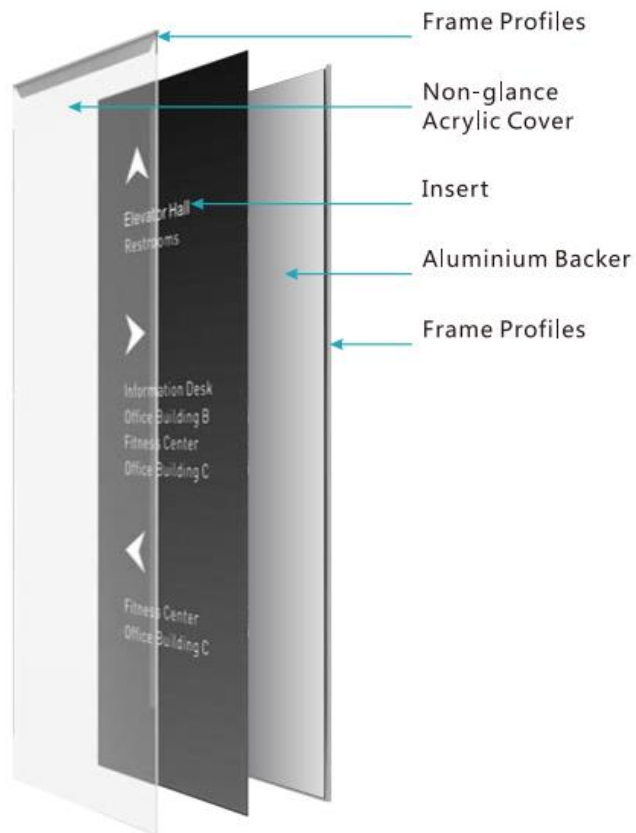 Frame Profiles
Non-glance
Acrylic Cover
Insert
Aluminium Backer
Frame Profiles
Elevator Hall
Restrooms
Information Desk
Office Building B
Fitness Center
Office Building C
Fitness Center
Office Building C